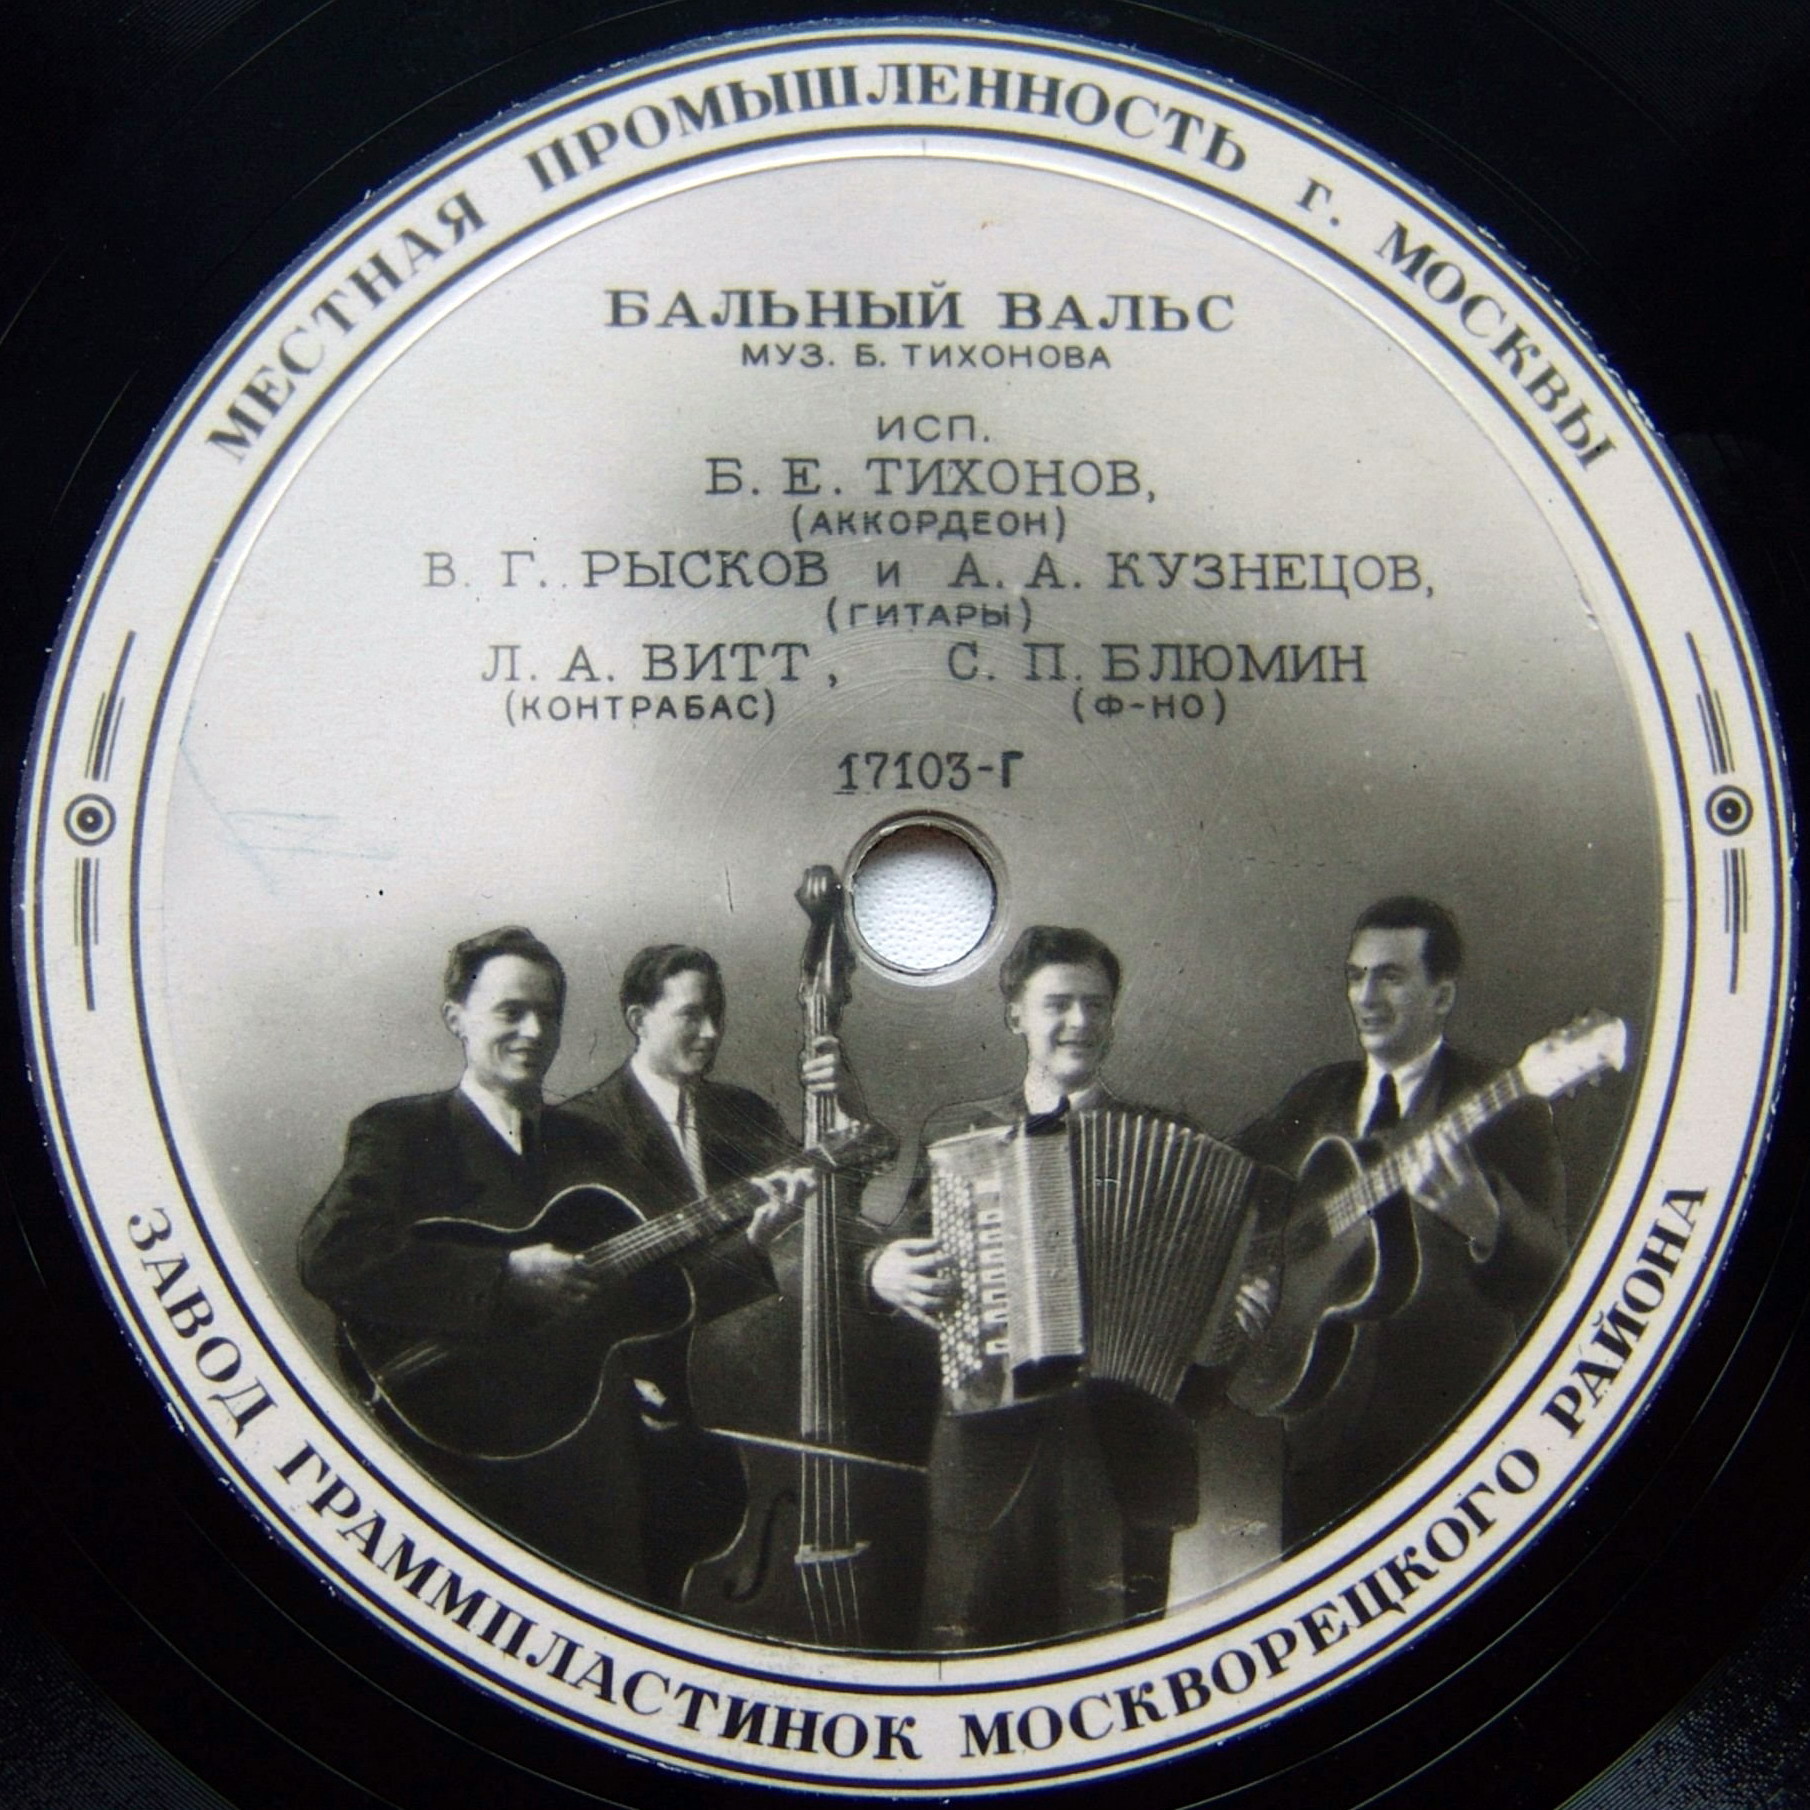 МЕСТНАЯ ПРОМЫШЛЕННОСТЬ г. МОСКВЫ
БАЛЬНЫЙ ВАЛЬС
МУЗ. Б. ТИХОНОВА
ИСП.
Б. Е. ТИХОНОВ,
(АККОРДЕОН)
В. Г. РЫСКОВ и А. А. КУЗНЕЦОВ,
(ГИТАРЫ)
Л. А. ВИТТ, С. П. БЛЮМИН
(КОНТРАБАС) (Ф-НО)
17103-Г
ЗАВОД ГРАММПЛАСТИНОК МОСКВОРЕЦКОГО РАЙОНА